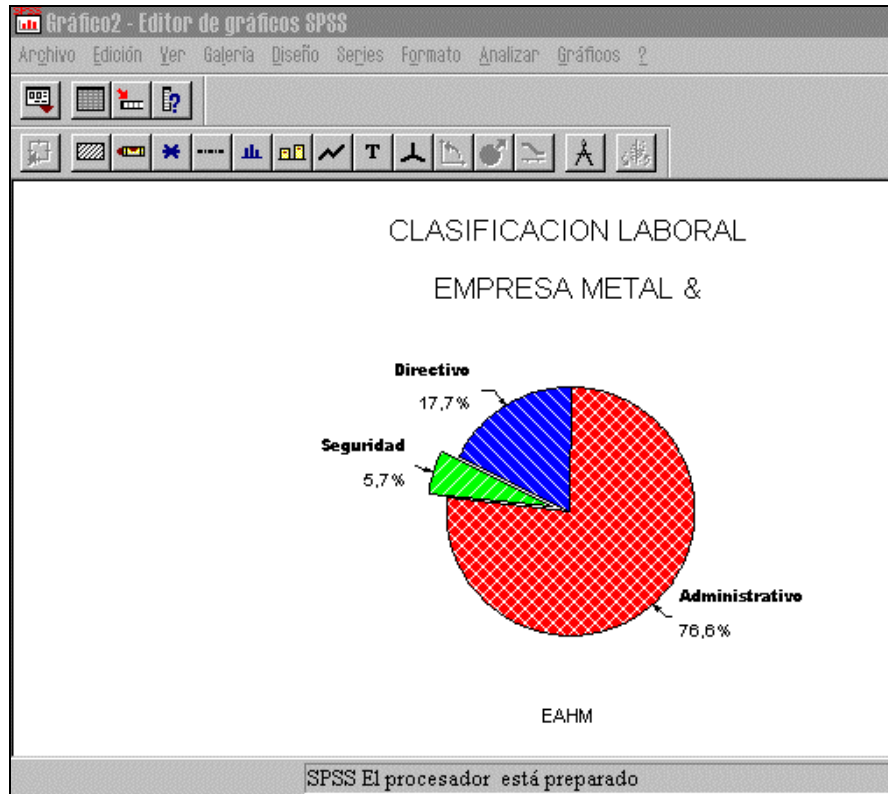 Gráfico2 - Editor de gráficos SPSS
Archivo Edición Ver Galería Diseño Series Formato Analizar Gráficos ?
T
CLASIFICACION LABORAL
EMPRESA METAL &
Directivo
17,7%
Seguridad
5,7%
Administrativo
76,6%
EAHM
SPSS El procesador está preparado